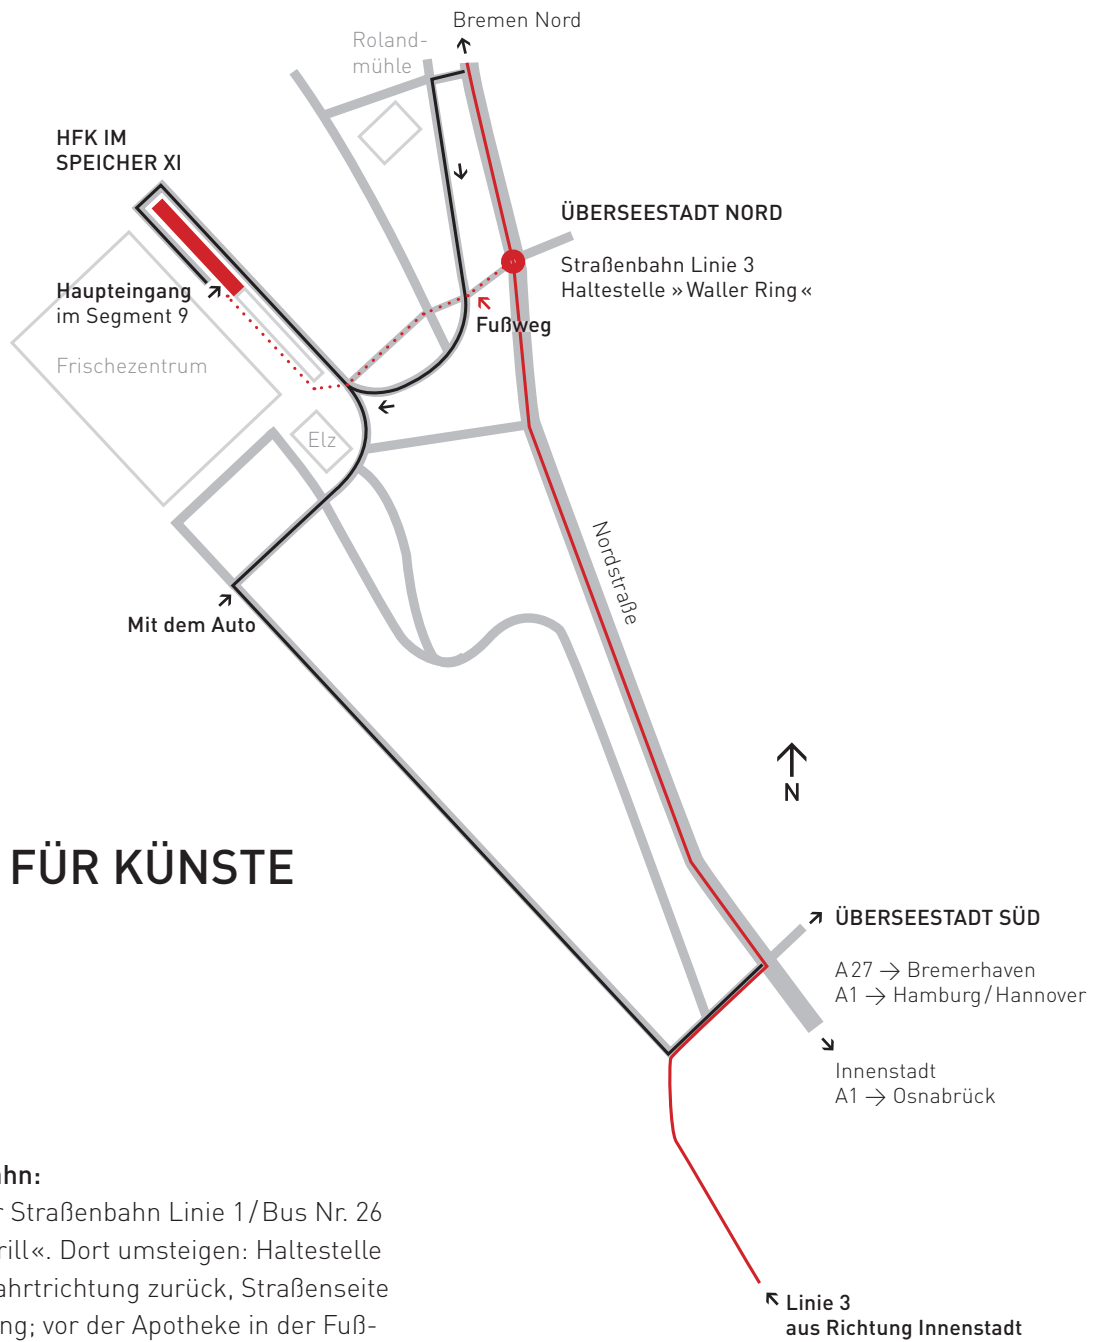 Bremen Nord
Roland-
mühle
HFK IM
SPEICHER XI
ÜBERSEESTADT NORD
Straßenbahn Linie 3
Haltestelle »Waller Ring«
Haupteingang
im Segment 9
Fußweg
Frischezentrum
Elz
Nordstraße
Mit dem Auto
N
FÜR KÜNSTE
ÜBERSEESTADT SÜD
A27 → Bremerhaven
A1 → Hamburg/Hannover
Innenstadt
A1 → Osnabrück
ahn:
r Straßenbahn Linie 1/Bus Nr. 26
rill«. Dort umsteigen: Haltestelle
ahrtrichtung zurück, Straßenseite
ng; vor der Apotheke in der Fuß-
Linie 3
aus Richtung Innenstadt